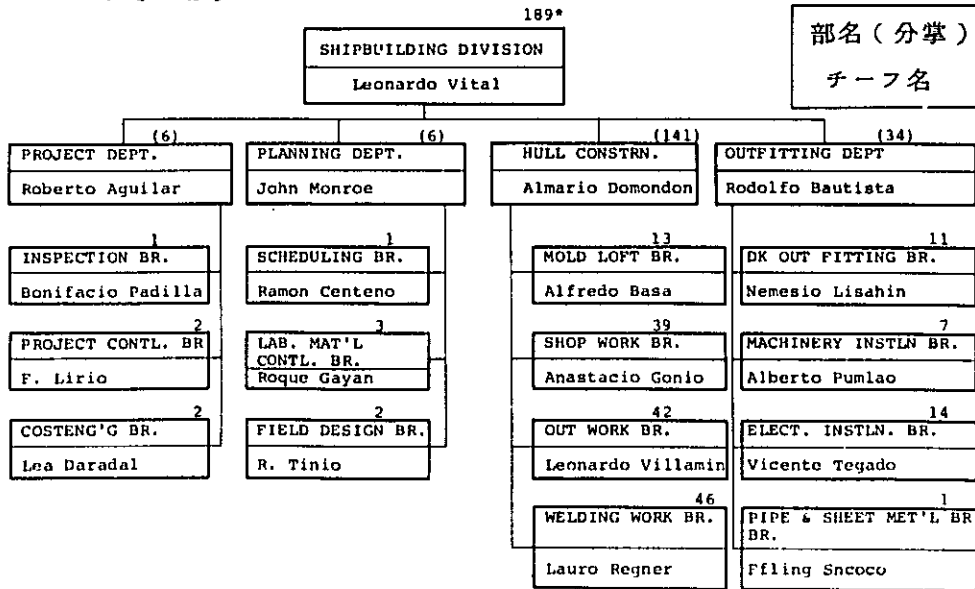 189*
SHIPBUILDING DIVISION
Leonardo Vital
部名(分掌)
チーフ名
(6)
PROJECT DEPT.
Roberto Aguilar
(6)
PLANNING DEPT.
John Monroe
(141)
HULL CONSTRN.
Almario Domondon
(34)
OUTFITTING DEPT
Rodolfo Bautista
1
INSPECTION BR.
Bonifacio Padilla
2
PROJECT CONTL. BR
F. Lirio
2
COSTENG'G BR.
Lea Daradal
1
SCHEDULING BR.
Ramon Centeno
3
LAB. MAT'L
CONTL. BR.
Roque Gayan
2
FIELD DESIGN BR.
R. Tinio
13
MOLD LOFT BR.
Alfredo Basa
39
SHOP WORK BR.
Anastacio Gonio
42
OUT WORK BR.
Leonardo Villamin
46
WELDING WORK BR.
Lauro Regner
11
DK OUT FITTING BR.
Nemesio Lisahin
7
MACHINERY INSTLN BR.
Alberto Pumlao
14
ELECT. INSTLN. BR.
Vicente Tegado
1
PIPE & SHEET MET'L BR
BR.
Ffling Sncoco